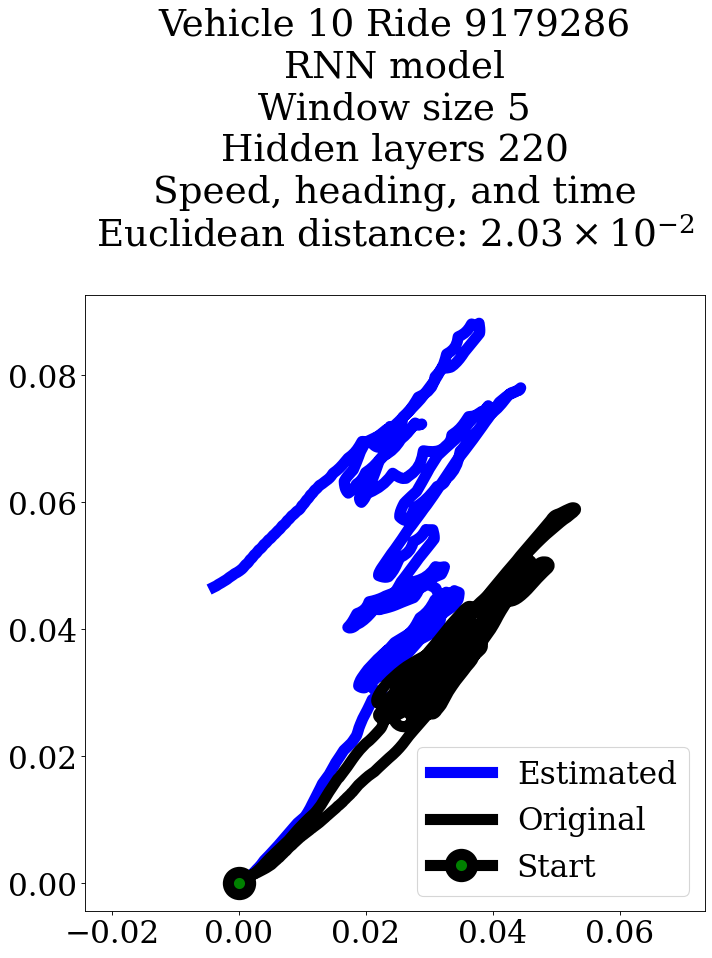 Vehicle 10 Ride 9179286
RNN model
Window size 5
Hidden layers 220
Speed, heading, and time
Euclidean distance: 2.03 × 10⁻²
0.08
0.06
0.04
0.02
0.00
−0.02 0.00 0.02 0.04 0.06
Estimated
Original
Start